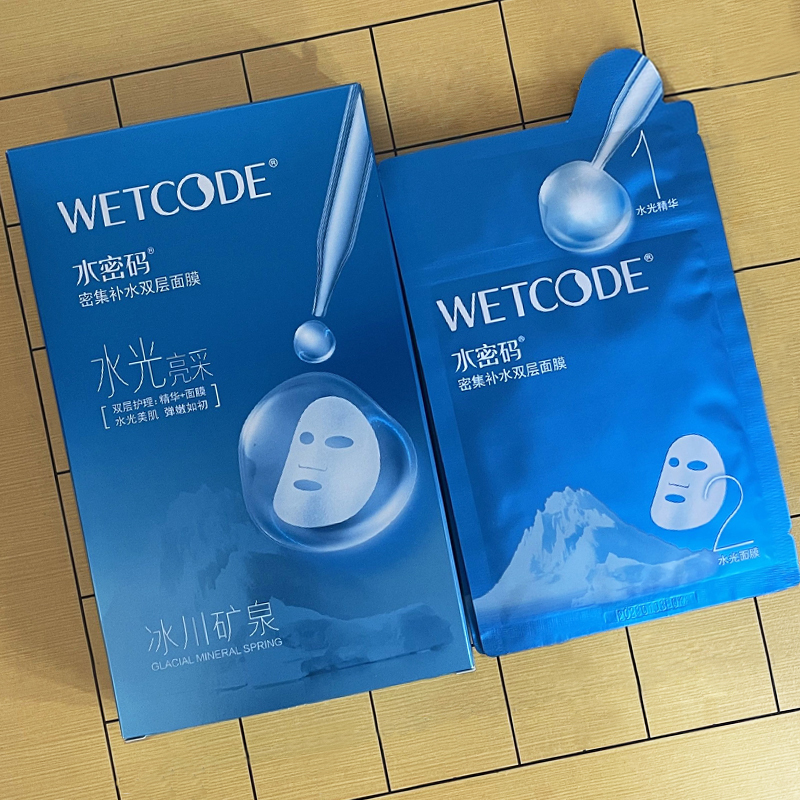 WETCODE®
水密码®
密集补水双层面膜
水光亮采
[双层护理:精华+面膜
水光美肌 弹嫩如初]
冰川矿泉
GLACIAL MINERAL SPRING
1
水光精华
WETCODE®
水密码®
密集补水双层面膜
2
水光面膜